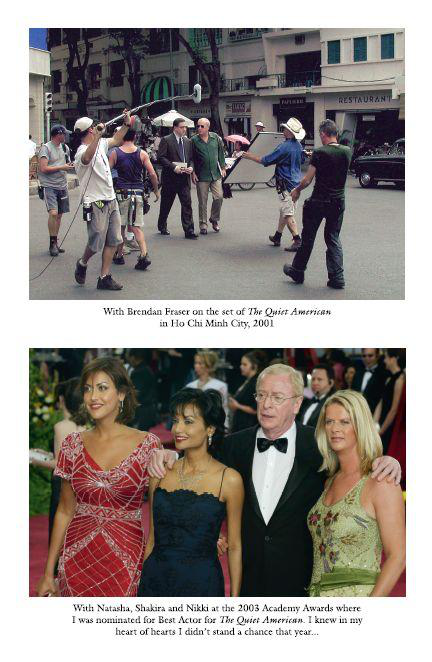 RESTAURANT
With Brendan Fraser on the set of The Quiet American
in Ho Chi Minh City, 2001
With Natasha, Shakira and Nikki at the 2003 Academy Awards where
I was nominated for Best Actor for The Quiet American. I knew in my
heart of hearts I didn't stand a chance that year...